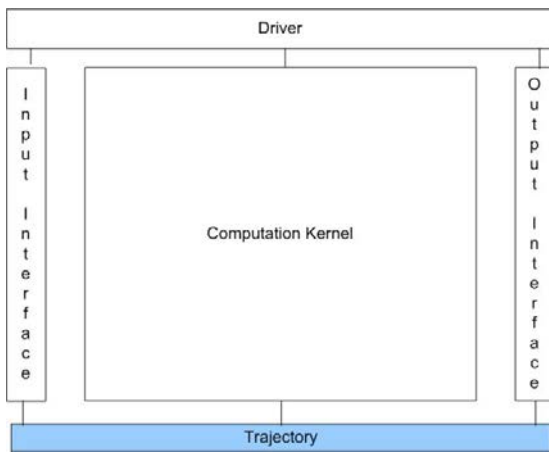 Driver
Input Interface
Computation Kernel
Output Interface
Trajectory